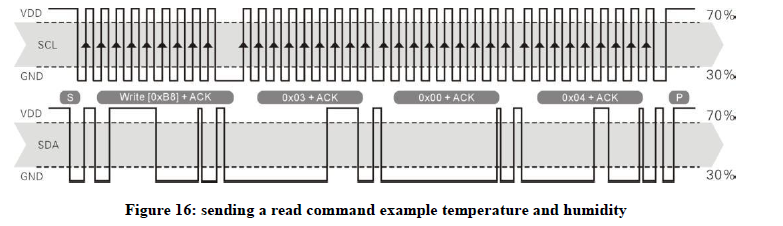 VDD
70%
SCL
GND
30%
S Write [0xB8] + ACK 0x03 + ACK 0x00 + ACK 0x04 + ACK P
VDD
70%
SDA
GND
30%
Figure 16: sending a read command example temperature and humidity